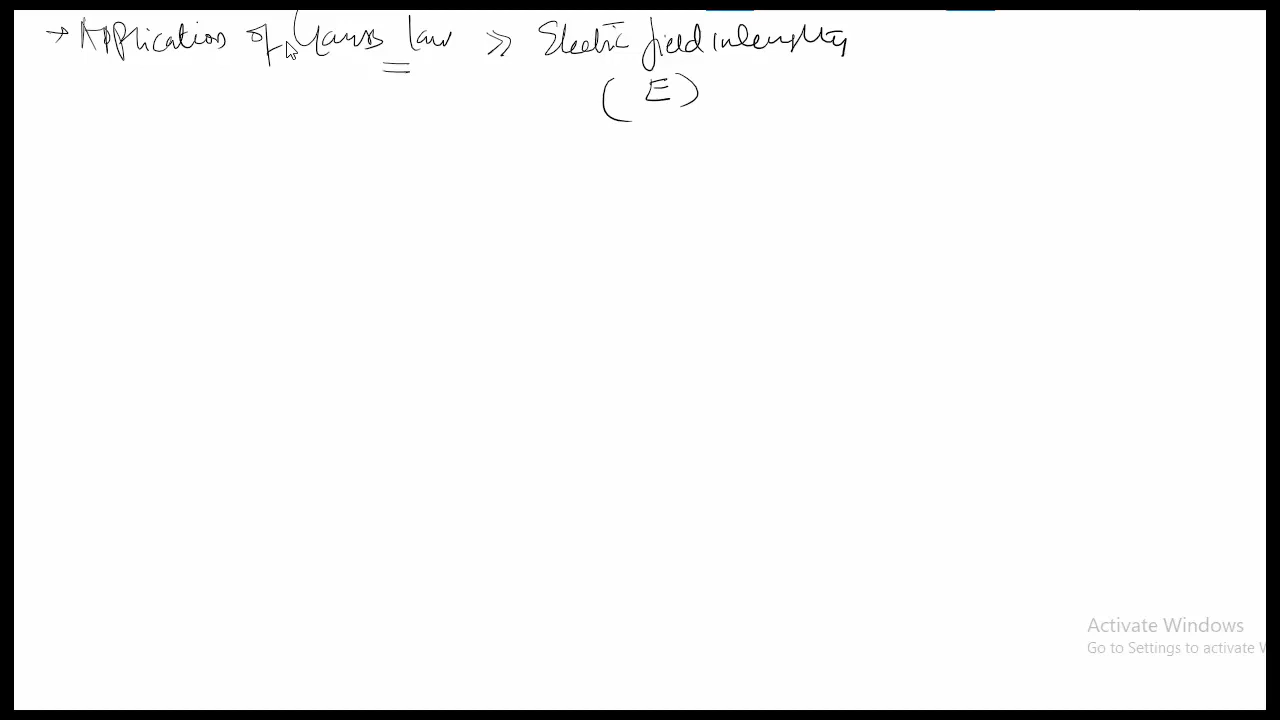 → Application of Gauss law >> Electric field intensity
(E)
Activate Windows
Go to Settings to activate W